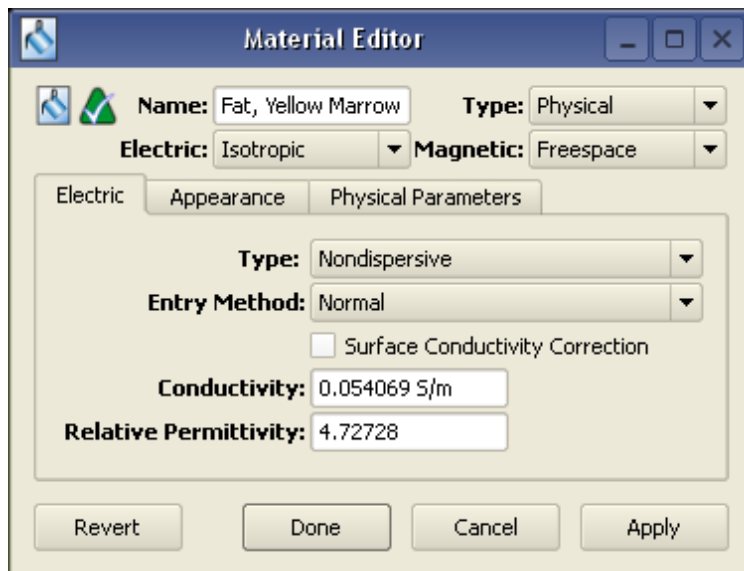 Material Editor
Name: Fat, Yellow Marrow Type: Physical
Electric: Isotropic Magnetic: Freespace
Electric Appearance Physical Parameters
Type: Nondispersive
Entry Method: Normal
Surface Conductivity Correction
Conductivity: 0.054069 S/m
Relative Permittivity: 4.72728
Revert Done Cancel Apply